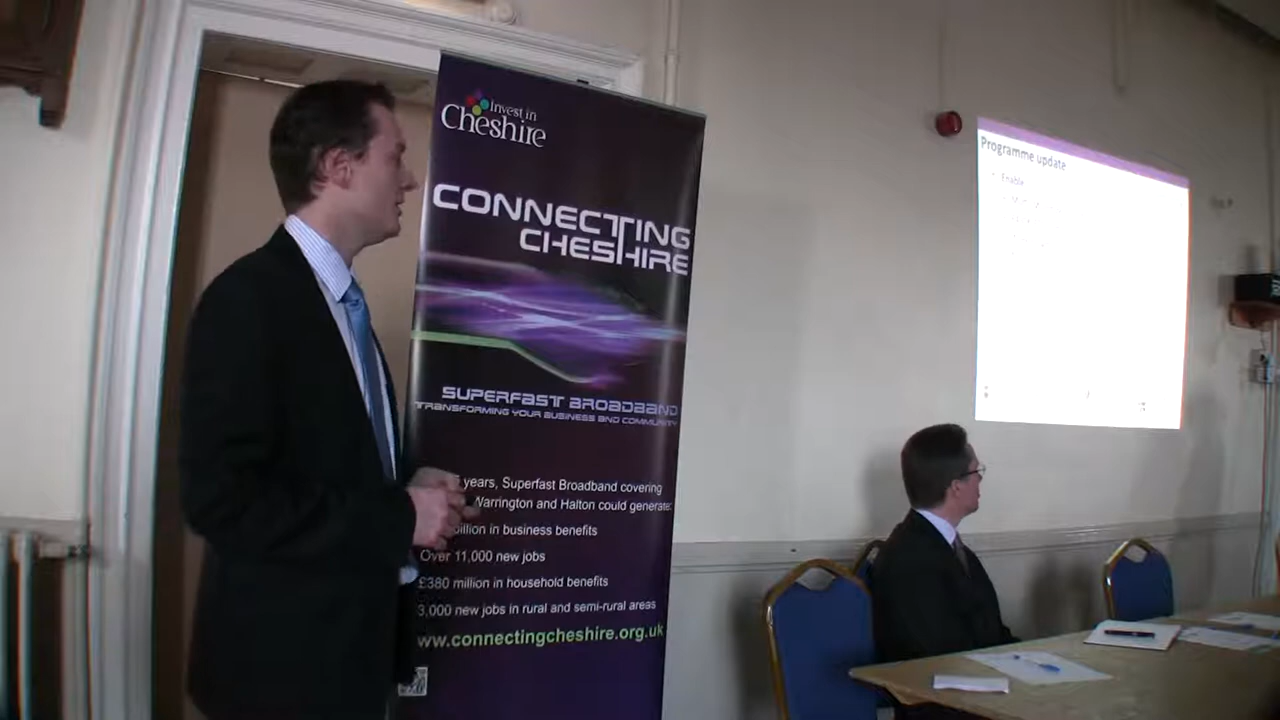 Invest in
Cheshire
CONNECTING
CHESHIRE
SUPERFAST BROADBAND
TRANSFORMING YOUR BUSINESS AND COMMUNITY
years, Superfast Broadband covering
Warrington and Halton could generate:
billion in business benefits
Over 11,000 new jobs
£380 million in household benefits
3,000 new jobs in rural and semi-rural areas
www.connectingcheshire.org.uk
Programme update
Enable